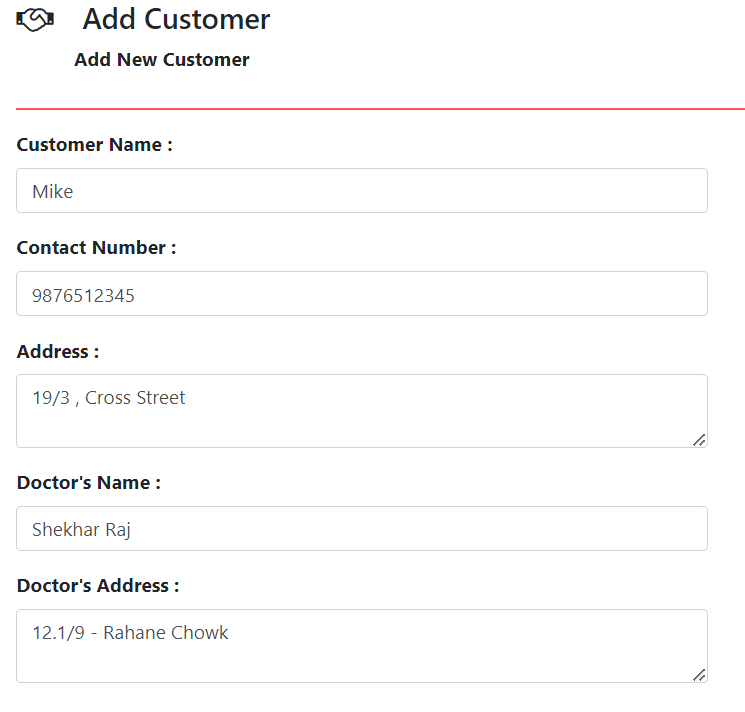 Add Customer
Add New Customer
Customer Name :
Mike
Contact Number :
9876512345
Address :
19/3 , Cross Street
Doctor's Name :
Shekhar Raj
Doctor's Address :
12.1/9 - Rahane Chowk